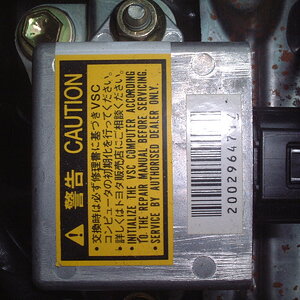 警告 CAUTION
・交換時は必ず修理書に基づきVSC
コンピュータの初期化を行ってください。
・詳しくはトヨタ販売店にご相談ください。
・INITIALIZE THE VSC COMPUTER ACCORDING
TO THE REPAIR MANUAL BEFORE SERVICING.
・SERVICE BY AUTHORISED DEALER ONLY.